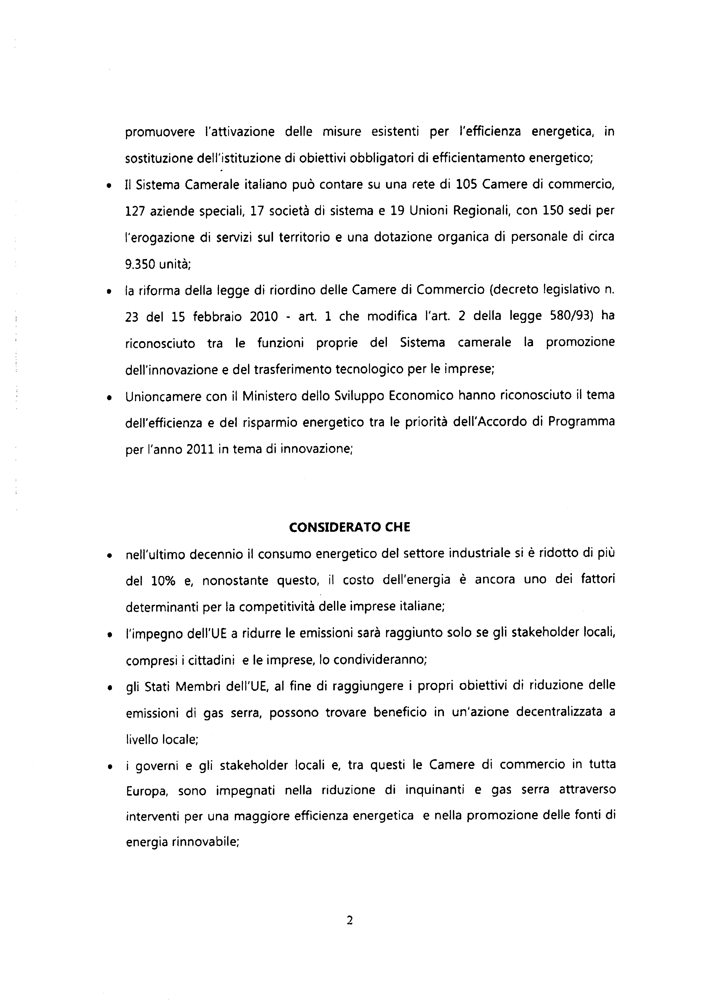 promuovere l'attivazione delle misure esistenti per l'efficienza energetica, in
sostituzione dell'istituzione di obiettivi obbligatori di efficientamento energetico;
• Il Sistema Camerale italiano può contare su una rete di 105 Camere di commercio,
127 aziende speciali, 17 società di sistema e 19 Unioni Regionali, con 150 sedi per
l'erogazione di servizi sul territorio e una dotazione organica di personale di circa
9.350 unità;
• la riforma della legge di riordino delle Camere di Commercio (decreto legislativo n.
23 del 15 febbraio 2010 - art. 1 che modifica l'art. 2 della legge 580/93) ha
riconosciuto tra le funzioni proprie del Sistema camerale la promozione
dell'innovazione e del trasferimento tecnologico per le imprese;
• Unioncamere con il Ministero dello Sviluppo Economico hanno riconosciuto il tema
dell'efficienza e del risparmio energetico tra le priorità dell'Accordo di Programma
per l'anno 2011 in tema di innovazione;
CONSIDERATO CHE
• nell'ultimo decennio il consumo energetico del settore industriale si è ridotto di più
del 10% e, nonostante questo, il costo dell'energia è ancora uno dei fattori
determinanti per la competitività delle imprese italiane;
• l'impegno dell'UE a ridurre le emissioni sarà raggiunto solo se gli stakeholder locali,
compresi i cittadini e le imprese, lo condivideranno;
• gli Stati Membri dell'UE, al fine di raggiungere i propri obiettivi di riduzione delle
emissioni di gas serra, possono trovare beneficio in un'azione decentralizzata a
livello locale;
• i governi e gli stakeholder locali e, tra questi le Camere di commercio in tutta
Europa, sono impegnati nella riduzione di inquinanti e gas serra attraverso
interventi per una maggiore efficienza energetica e nella promozione delle fonti di
energia rinnovabile;
2